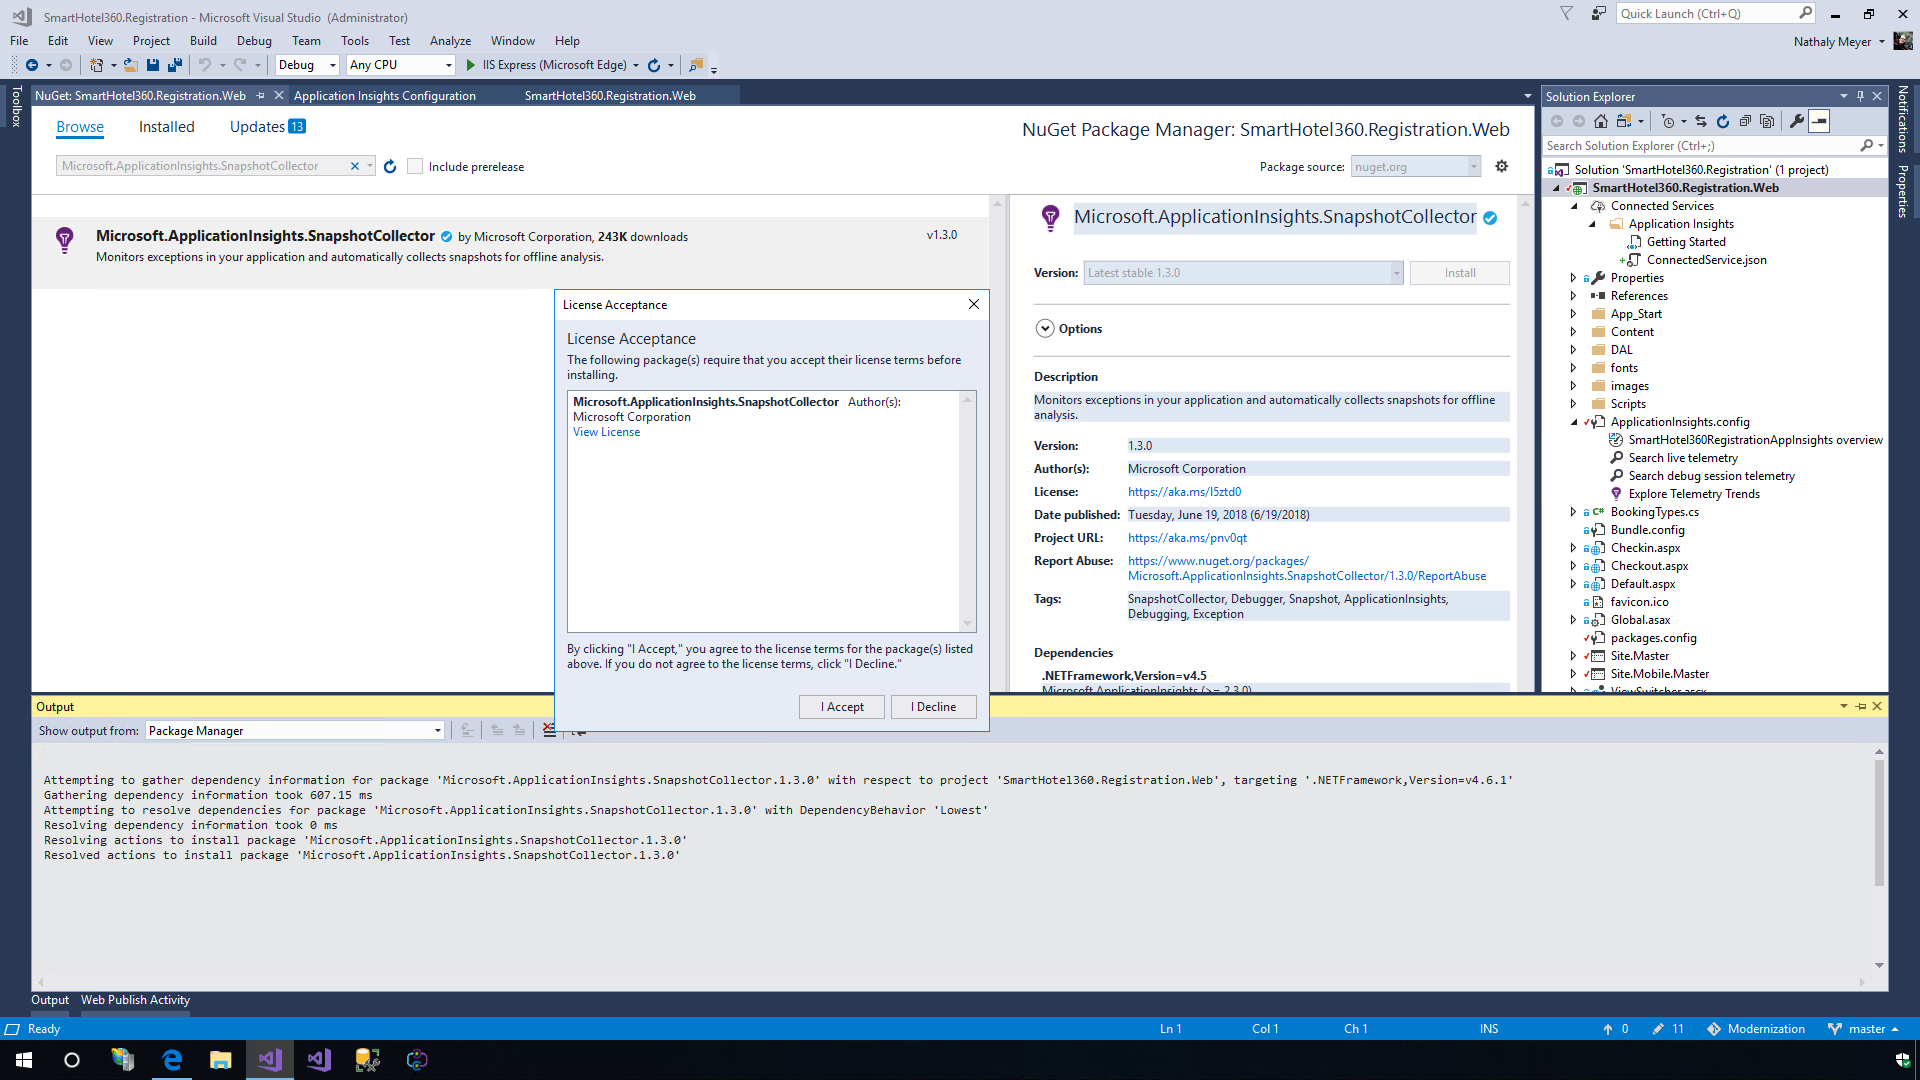 SmartHotel360.Registration - Microsoft Visual Studio  (Administrator)
Quick Launch (Ctrl+Q)
File Edit View Project Build Debug Team Tools Test Analyze Window Help
Nathaly Meyer
Debug Any CPU IIS Express (Microsoft Edge)
Toolbox
NuGet: SmartHotel360.Registration.Web Application Insights Configuration SmartHotel360.Registration.Web
Browse Installed Updates 13
NuGet Package Manager: SmartHotel360.Registration.Web
Microsoft.ApplicationInsights.SnapshotCollector Include prerelease
Package source: nuget.org
Microsoft.ApplicationInsights.SnapshotCollector by Microsoft Corporation, 243K downloads v1.3.0
Monitors exceptions in your application and automatically collects snapshots for offline analysis.
Microsoft.ApplicationInsights.SnapshotCollector
Version: Latest stable 1.3.0 Install
Options
Description
Monitors exceptions in your application and automatically collects snapshots for offline
analysis.
Version: 1.3.0
Author(s): Microsoft Corporation
License: https://aka.ms/l5ztd0
Date published: Tuesday, June 19, 2018 (6/19/2018)
Project URL: https://aka.ms/pnv0qt
Report Abuse: https://www.nuget.org/packages/
Microsoft.ApplicationInsights.SnapshotCollector/1.3.0/ReportAbuse
Tags: SnapshotCollector, Debugger, Snapshot, ApplicationInsights,
Debugging, Exception
Dependencies
.NETFramework,Version=v4.5
Microsoft.ApplicationInsights (>= 2.3.0)
License Acceptance
License Acceptance
The following package(s) require that you accept their license terms before
installing.
Microsoft.ApplicationInsights.SnapshotCollector Author(s):
Microsoft Corporation
View License
By clicking "I Accept," you agree to the license terms for the package(s) listed
above. If you do not agree to the license terms, click "I Decline."
I Accept I Decline
Solution Explorer
Search Solution Explorer (Ctrl+;)
Solution 'SmartHotel360.Registration' (1 project)
SmartHotel360.Registration.Web
Connected Services
Application Insights
Getting Started
ConnectedService.json
Properties
References
App_Start
Content
DAL
fonts
images
Scripts
ApplicationInsights.config
SmartHotel360RegistrationAppInsights overview
Search live telemetry
Search debug session telemetry
Explore Telemetry Trends
BookingTypes.cs
Bundle.config
Checkin.aspx
Checkout.aspx
Default.aspx
favicon.ico
Global.asax
packages.config
Site.Master
Site.Mobile.Master
ViewSwitcher.ascx
Notifications
Properties
Output
Show output from: Package Manager
Attempting to gather dependency information for package 'Microsoft.ApplicationInsights.SnapshotCollector.1.3.0' with respect to project 'SmartHotel360.Registration.Web', targeting '.NETFramework,Version=v4.6.1'
Gathering dependency information took 607.15 ms
Attempting to resolve dependencies for package 'Microsoft.ApplicationInsights.SnapshotCollector.1.3.0' with DependencyBehavior 'Lowest'
Resolving dependency information took 0 ms
Resolving actions to install package 'Microsoft.ApplicationInsights.SnapshotCollector.1.3.0'
Resolved actions to install package 'Microsoft.ApplicationInsights.SnapshotCollector.1.3.0'
Output Web Publish Activity
Ready Ln 1 Col 1 Ch 1 INS 0 11 Modernization master